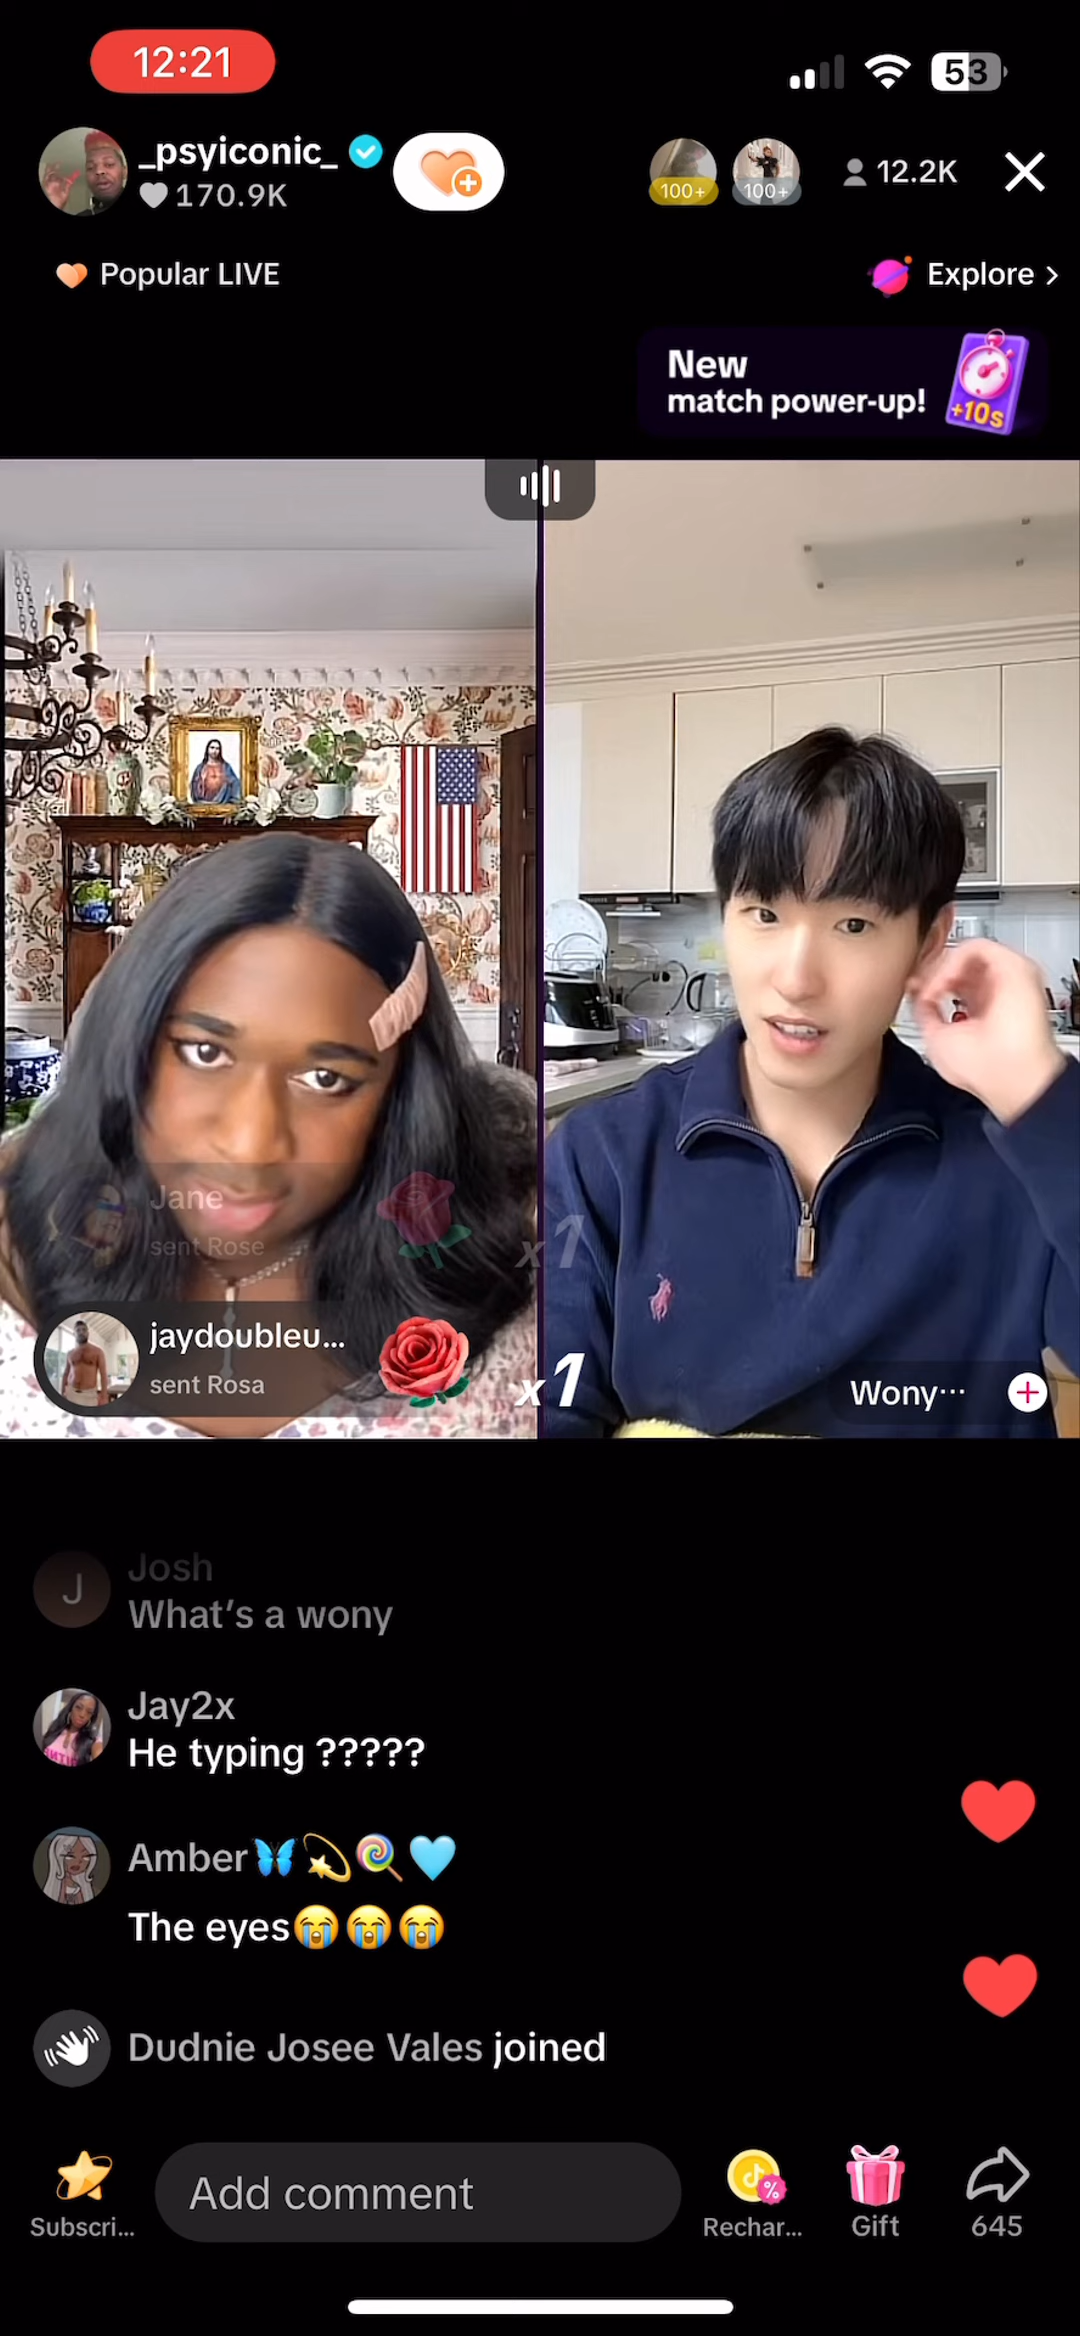 12:21
53
_psyiconic_
170.9K
100+
100+
12.2K
Popular LIVE
Explore >
New
match power-up!
+10s
Jane
sent Rose
x1
jaydoubleu...
sent Rosa
x1
Wony...
J
Josh
What's a wony
Jay2x
He typing ?????
Amber🦋💫🍭🩵
The eyes😭😭😭
Dudnie Josee Vales joined
Subscri...
Add comment
%
Rechar...
Gift
645